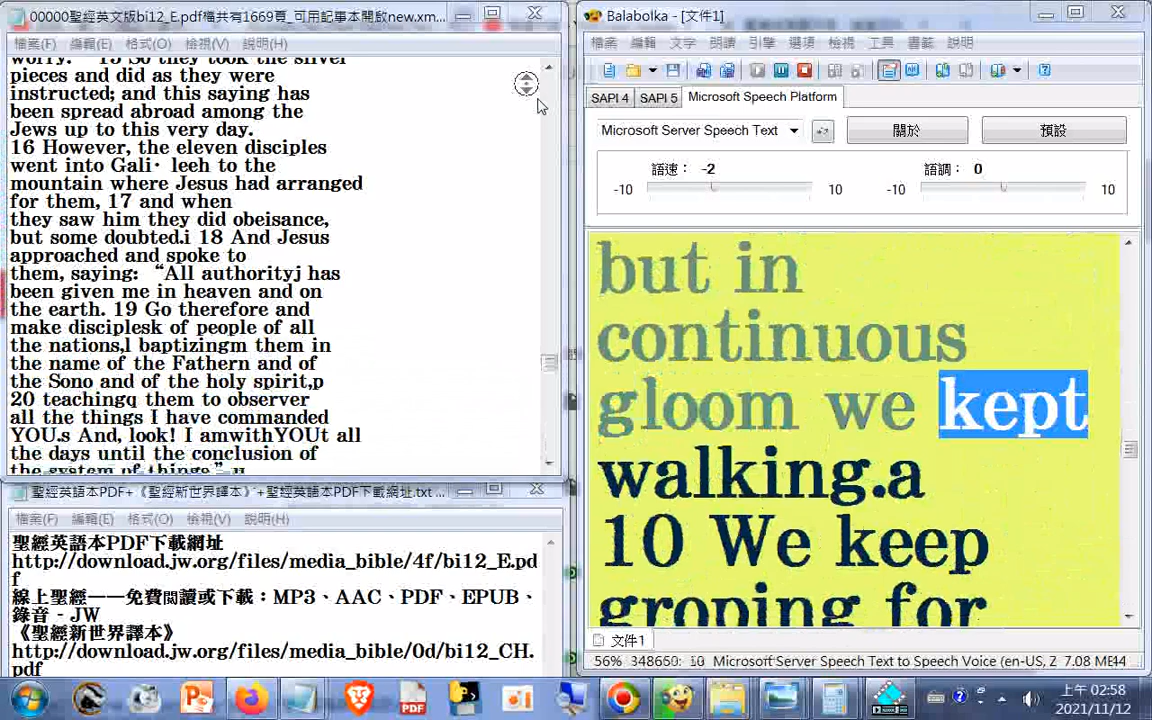 00000聖經英文版bi12_E.pdf檔共有1669頁_可用記事本開啟new.xm...
檔案(F) 編輯(E) 格式(O) 檢視(V) 說明(H)
worry." 15 So they took the silver
pieces and did as they were
instructed; and this saying has
been spread abroad among the
Jews up to this very day.
16 However, the eleven disciples
went into Gali· leeh to the
mountain where Jesus had arranged
for them, 17 and when
they saw him they did obeisance,
but some doubted.i 18 And Jesus
approached and spoke to
them, saying: “All authorityj has
been given me in heaven and on
the earth. 19 Go therefore and
make disciplesk of people of all
the nations,l baptizingm them in
the name of the Fathern and of
the Sono and of the holy spirit,p
20 teachingq them to observer
all the things I have commanded
YOU.s And, look! I amwithYOUt all
the days until the conclusion of
the system of things.”u
聖經英語本PDF+《聖經新世界譯本》+聖經英語本PDF下載網址.txt ...
檔案(F) 編輯(E) 格式(O) 檢視(V) 說明(H)
聖經英語本PDF下載網址
http://download.jw.org/files/media_bible/4f/bi12_E.pd
f
線上聖經——免費閱讀或下載：MP3、AAC、PDF、EPUB、
錄音 - JW
《聖經新世界譯本》
http://download.jw.org/files/media_bible/0d/bi12_CH.
pdf
Balabolka - [文件1]
檔案 編輯 文字 朗讀 引擎 選項 檢視 工具 書籤 說明
SAPI 4 SAPI 5 Microsoft Speech Platform
Microsoft Server Speech Text 關於 預設
語速： -2 語調： 0
-10 10 -10 10
but in
continuous
gloom we kept
walking.a
10 We keep
groping for
文件1
56% 348650: 10 Microsoft Server Speech Text to Speech Voice (en-US, Z 7.08 ME44
PDF
上午 02:58
2021/11/12